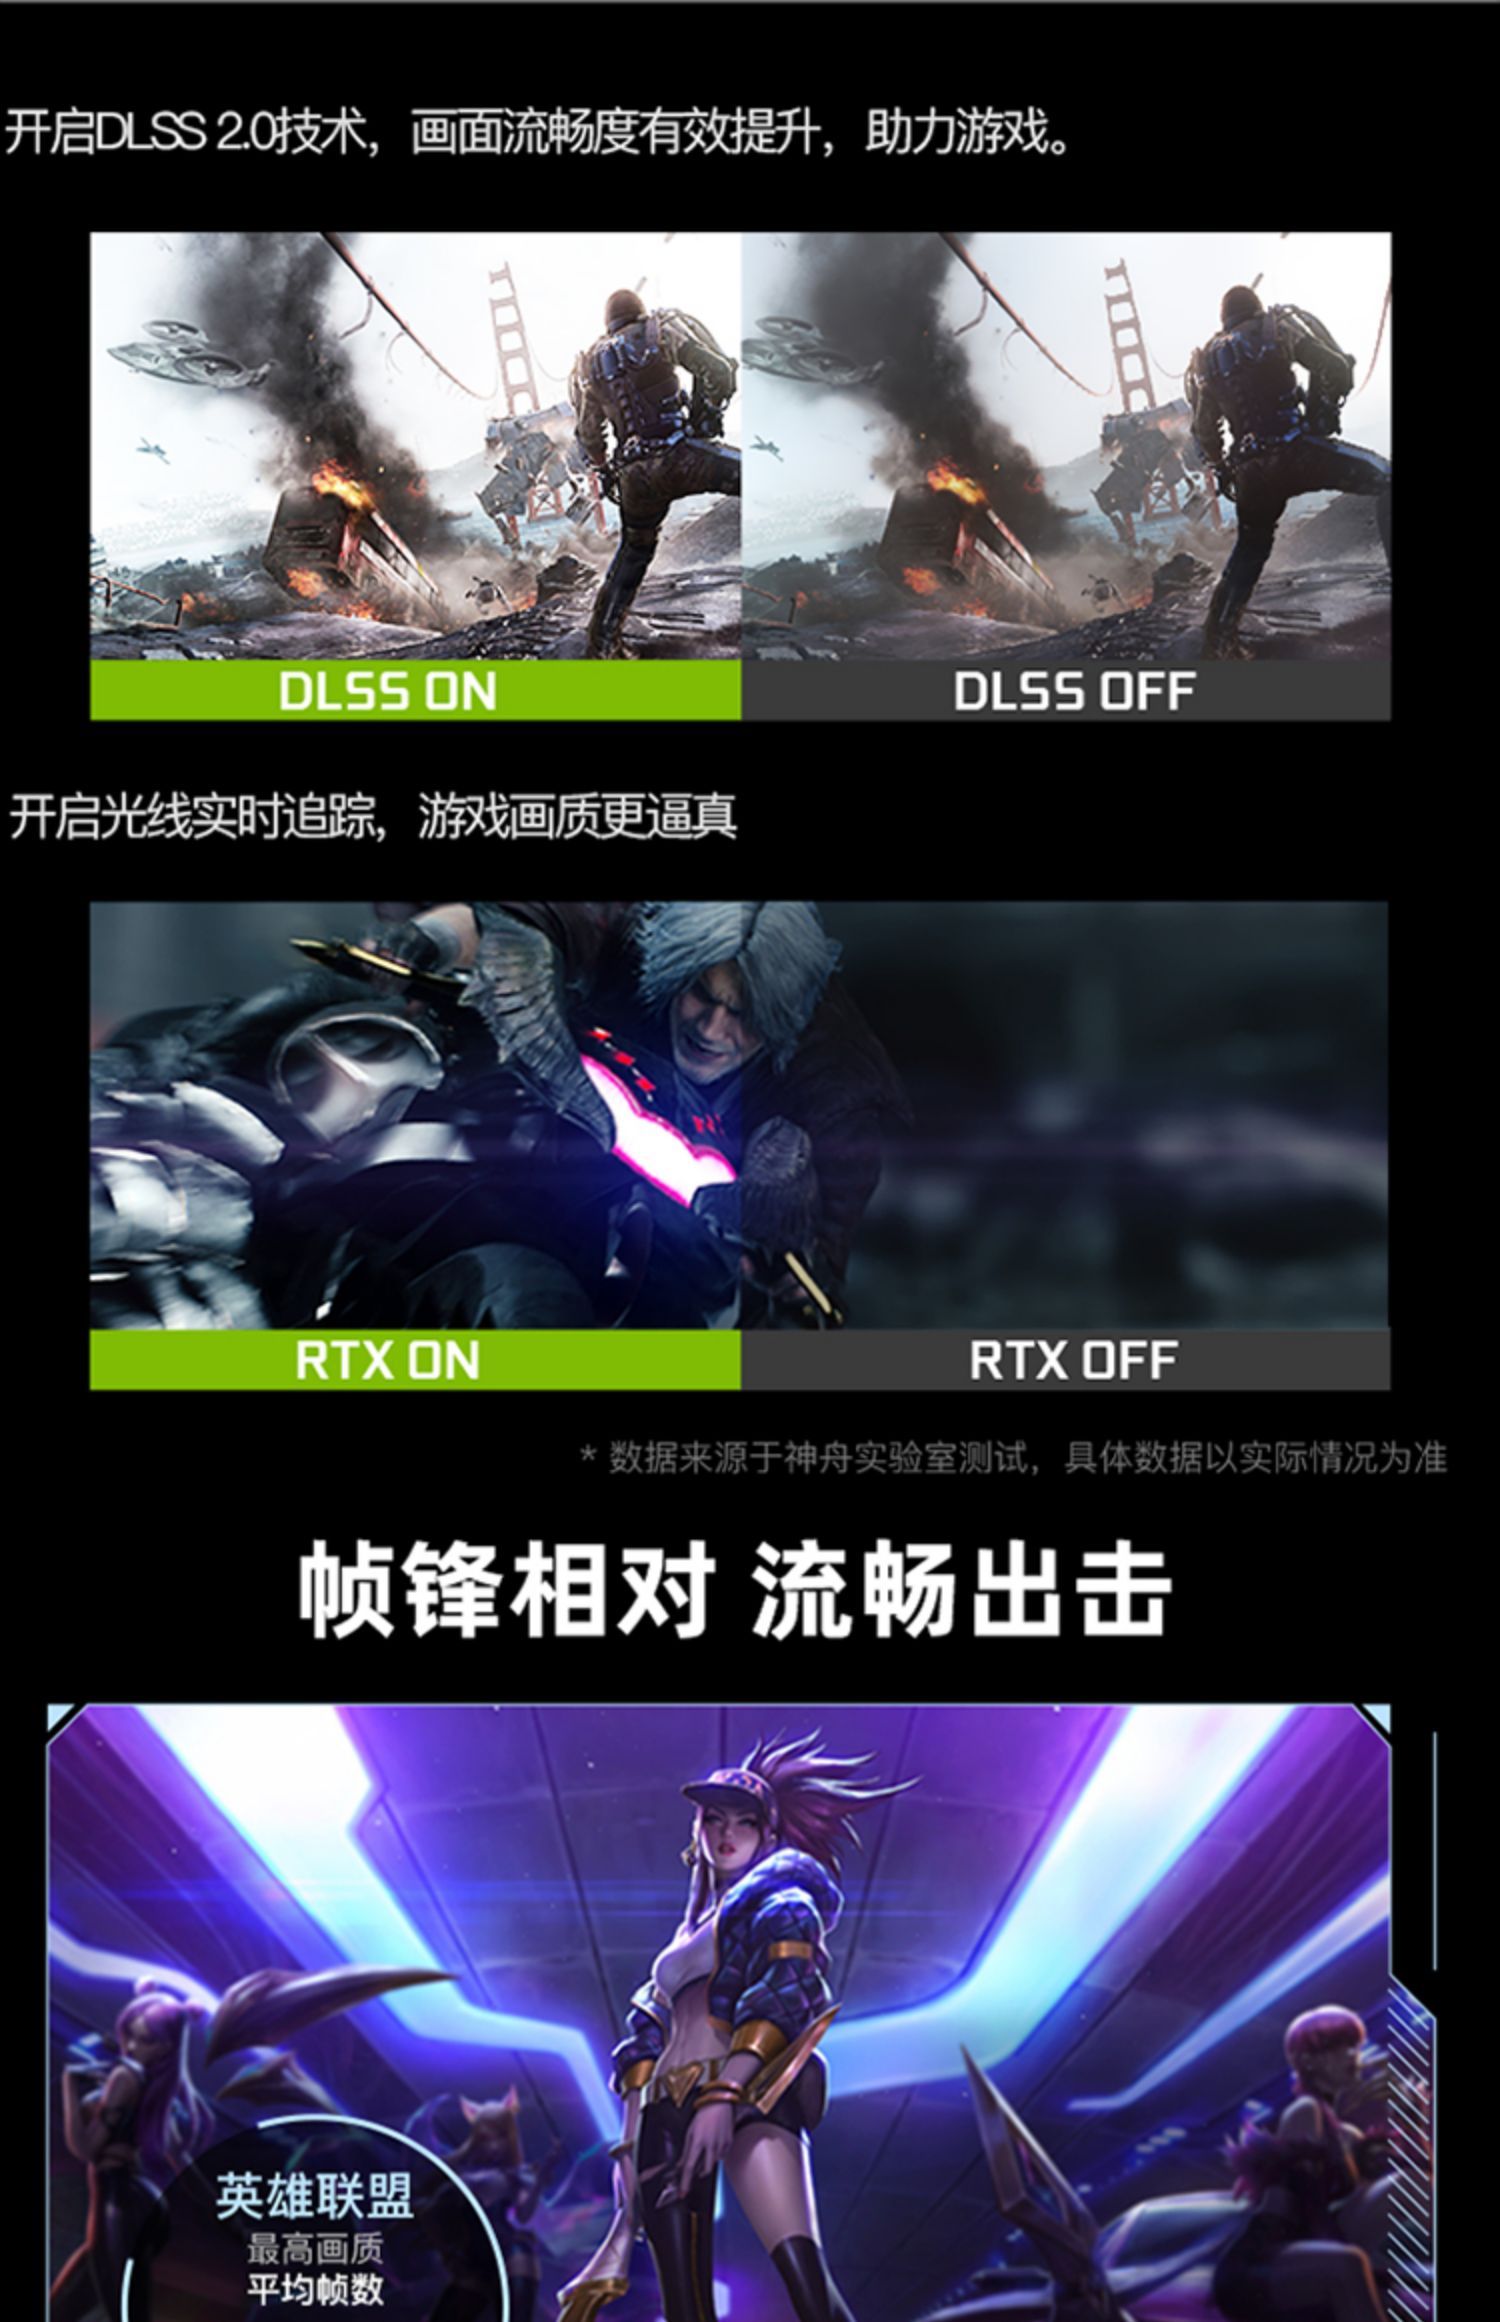 开启DLSS 2.0技术，画面流畅度有效提升，助力游戏。
DLSS ON
DLSS OFF
开启光线实时追踪，游戏画质更逼真
RTX ON
RTX OFF
* 数据来源于神舟实验室测试，具体数据以实际情况为准
帧锋相对 流畅出击
英雄联盟
最高画质
平均帧数